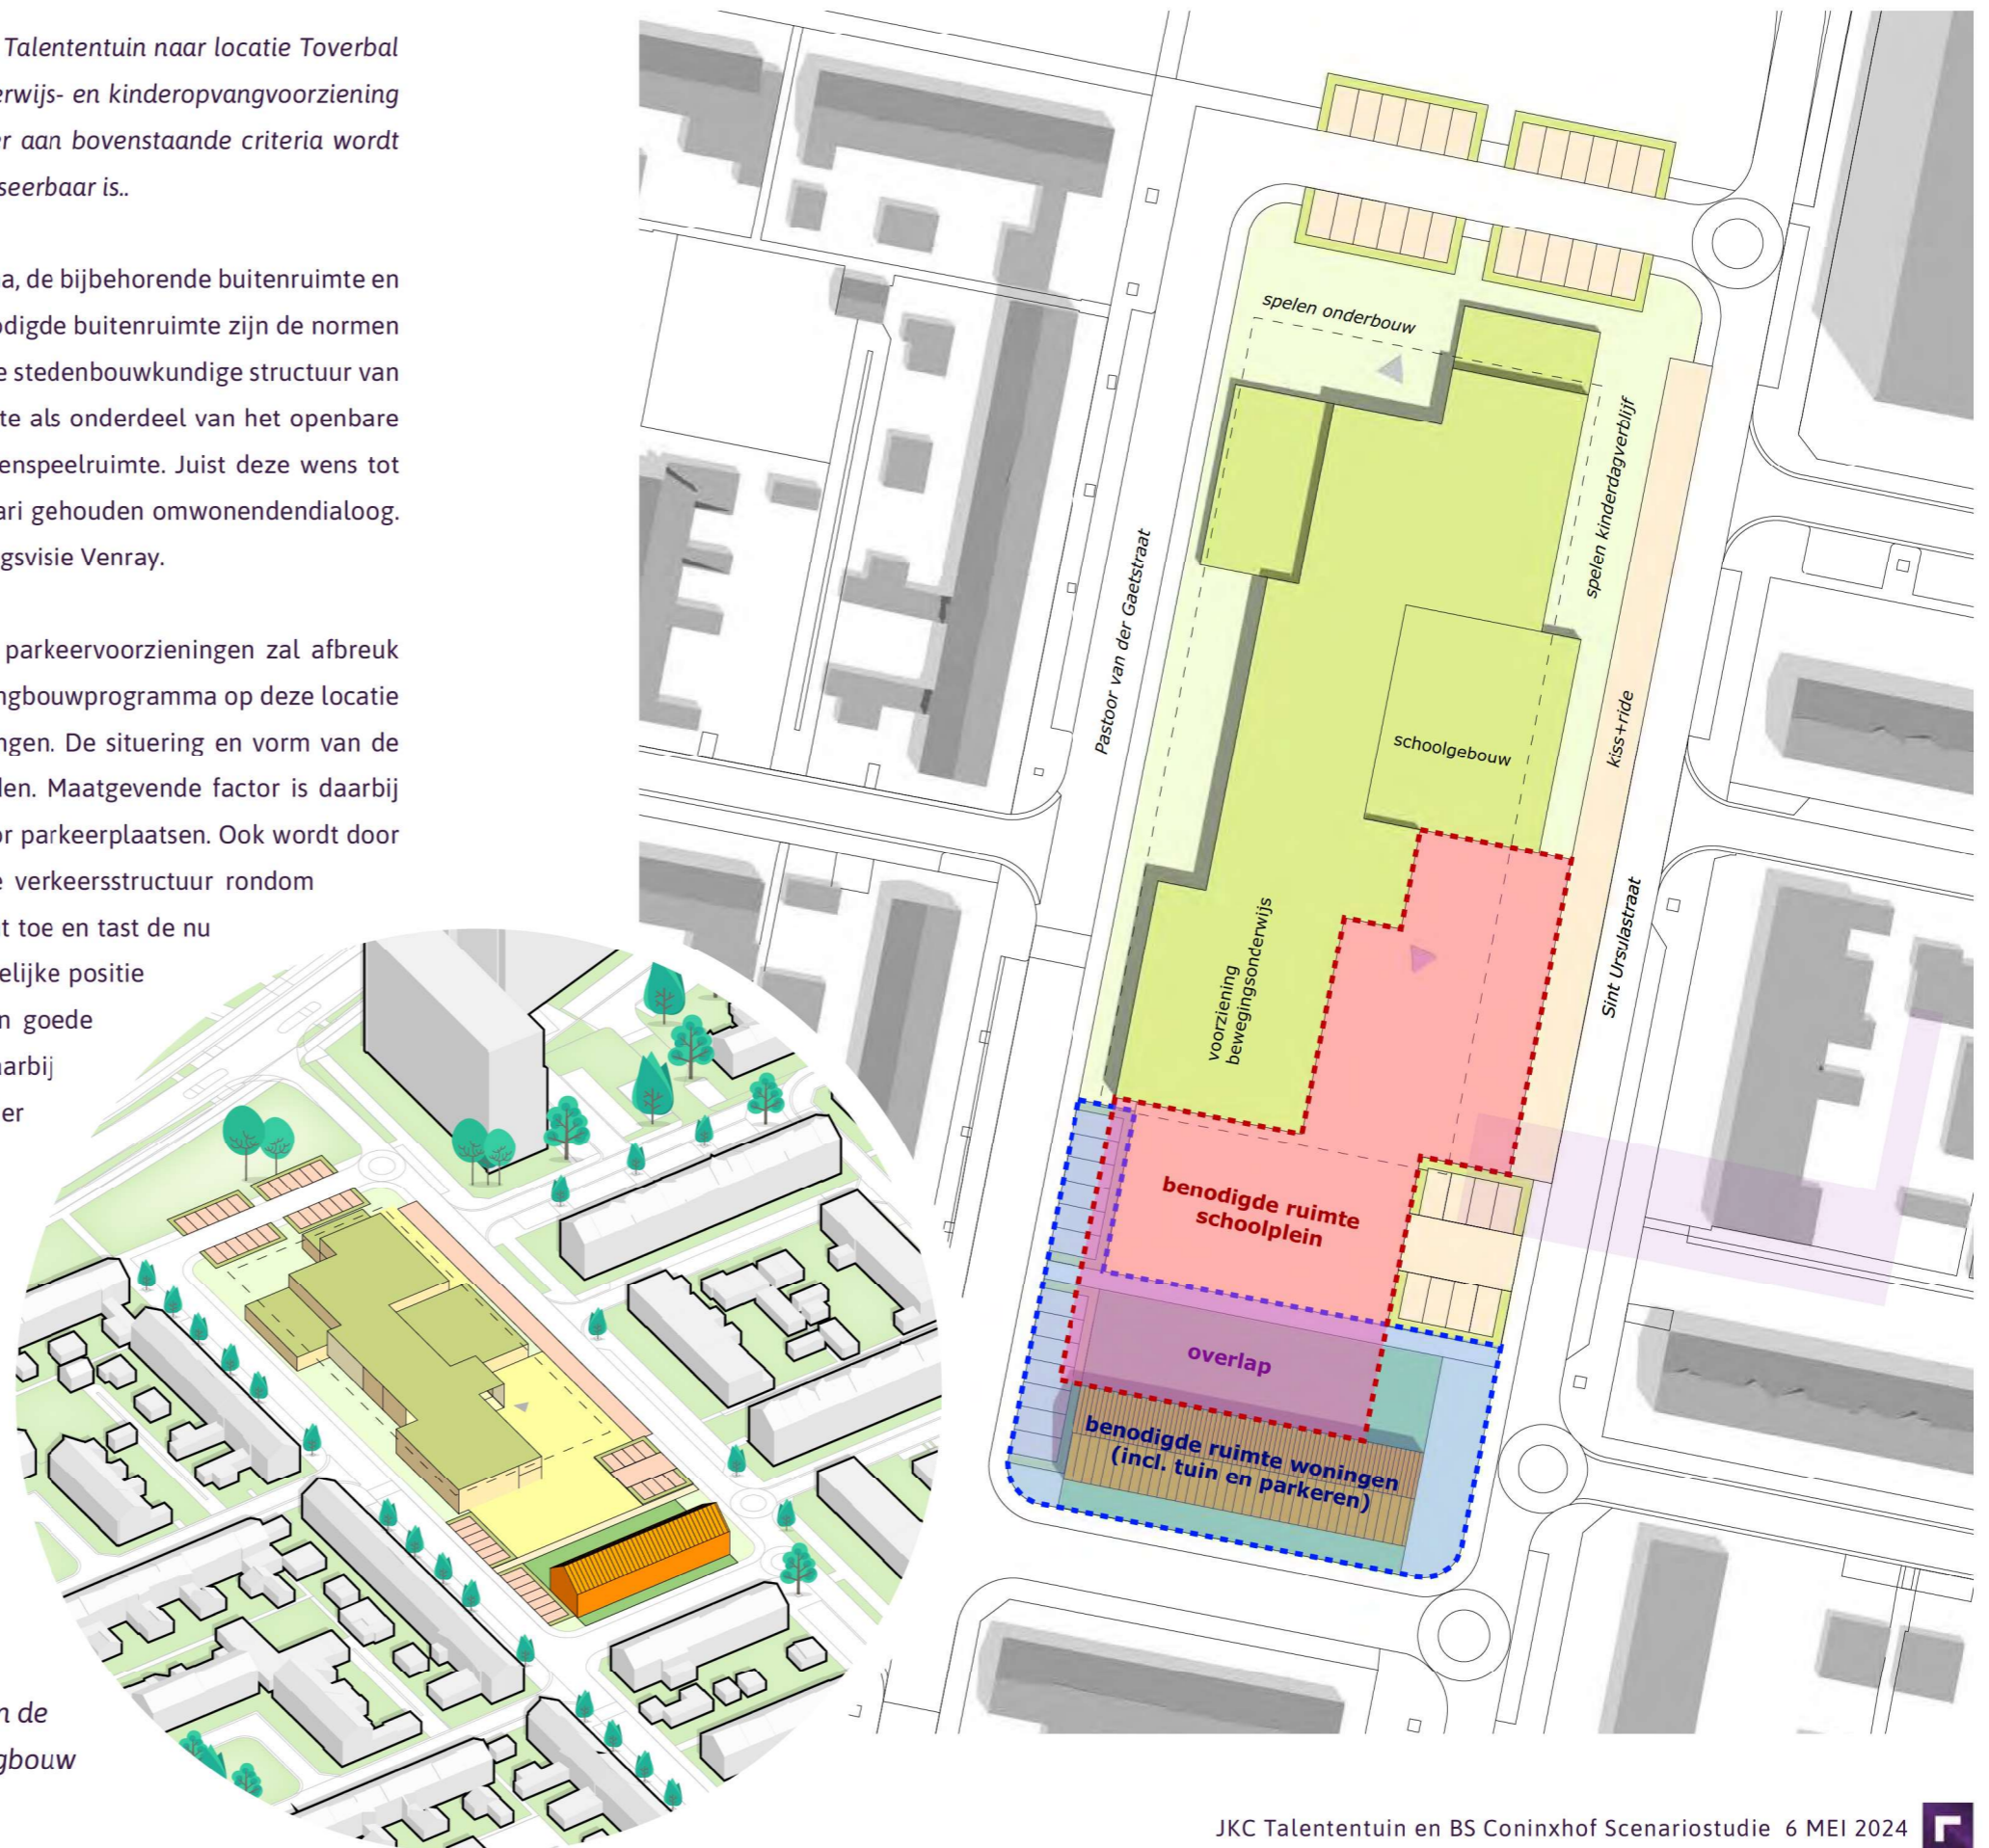 Talententuin naar locatie Toverbal
erwijs- en kinderopvangvoorziening
er aan bovenstaande criteria wordt
seerbaar is..
a, de bijbehorende buitenruimte en
odigde buitenruimte zijn de normen
e stedenbouwkundige structuur van
te als onderdeel van het openbare
enspeelruimte. Juist deze wens tot
ari gehouden omwonendendialoog.
gsvisie Venray.
parkeervoorzieningen zal afbreuk
ngbouwprogramma op deze locatie
ngen. De situering en vorm van de
den. Maatgevende factor is daarbij
or parkeerplaatsen. Ook wordt door
e verkeersstructuur rondom
t toe en tast de nu
elijke positie
n goede
aarbij
er
n de
gbouw
spelen onderbouw
spelen kinderdagverblijf
Pastoor van der Gaetstraat
schoolgebouw
kiss+ride
voorziening
bewegingsonderwijs
Sint Ursulastraat
benodigde ruimte
schoolplein
overlap
benodigde ruimte woningen
(incl. tuin en parkeren)
JKC Talententuin en BS Coninxhof Scenariostudie 6 MEI 2024